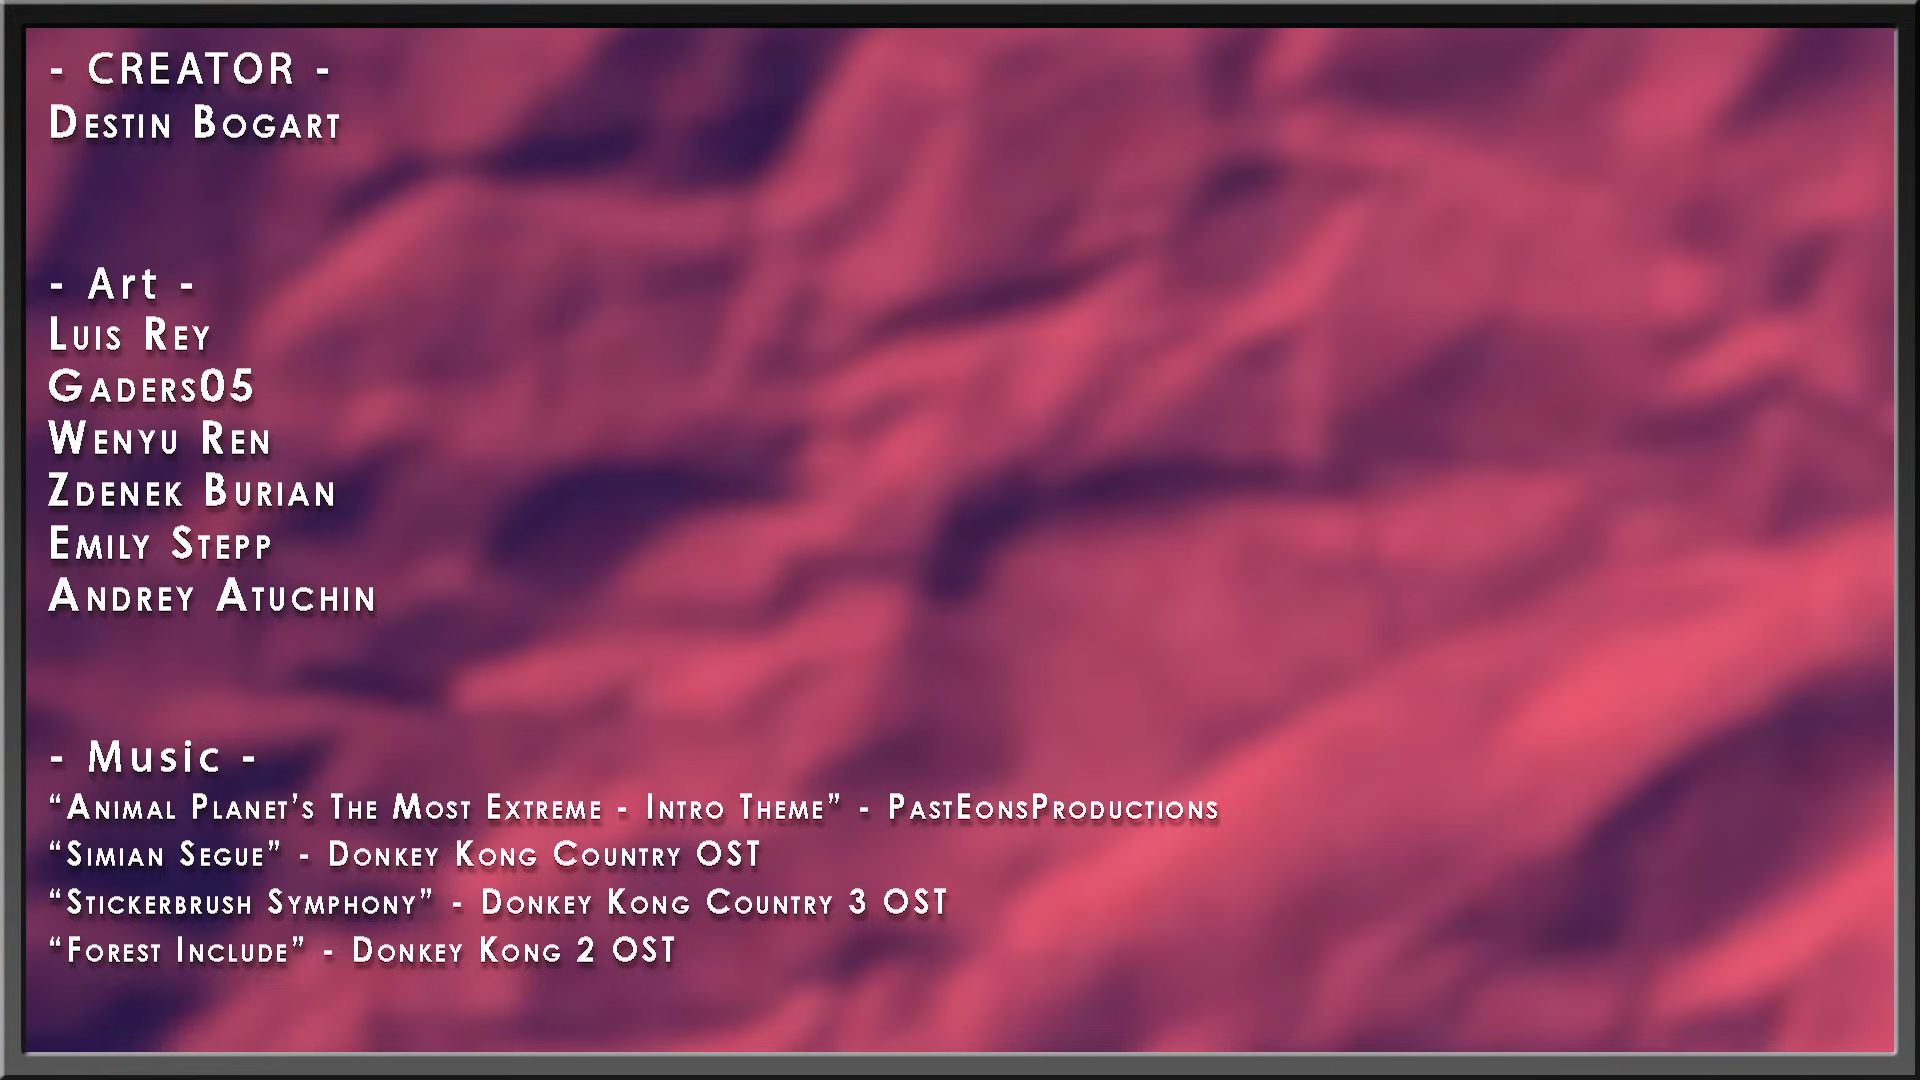 - CREATOR -
Destin Bogart
- Art -
Luis Rey
Gaders05
Wenyu Ren
Zdenek Burian
Emily Stepp
Andrey Atuchin
- Music -
“Animal Planet’s The Most Extreme - Intro Theme” - PastEonsProductions
“Simian Segue” - Donkey Kong Country OST
“Stickerbrush Symphony” - Donkey Kong Country 3 OST
“Forest Include” - Donkey Kong 2 OST